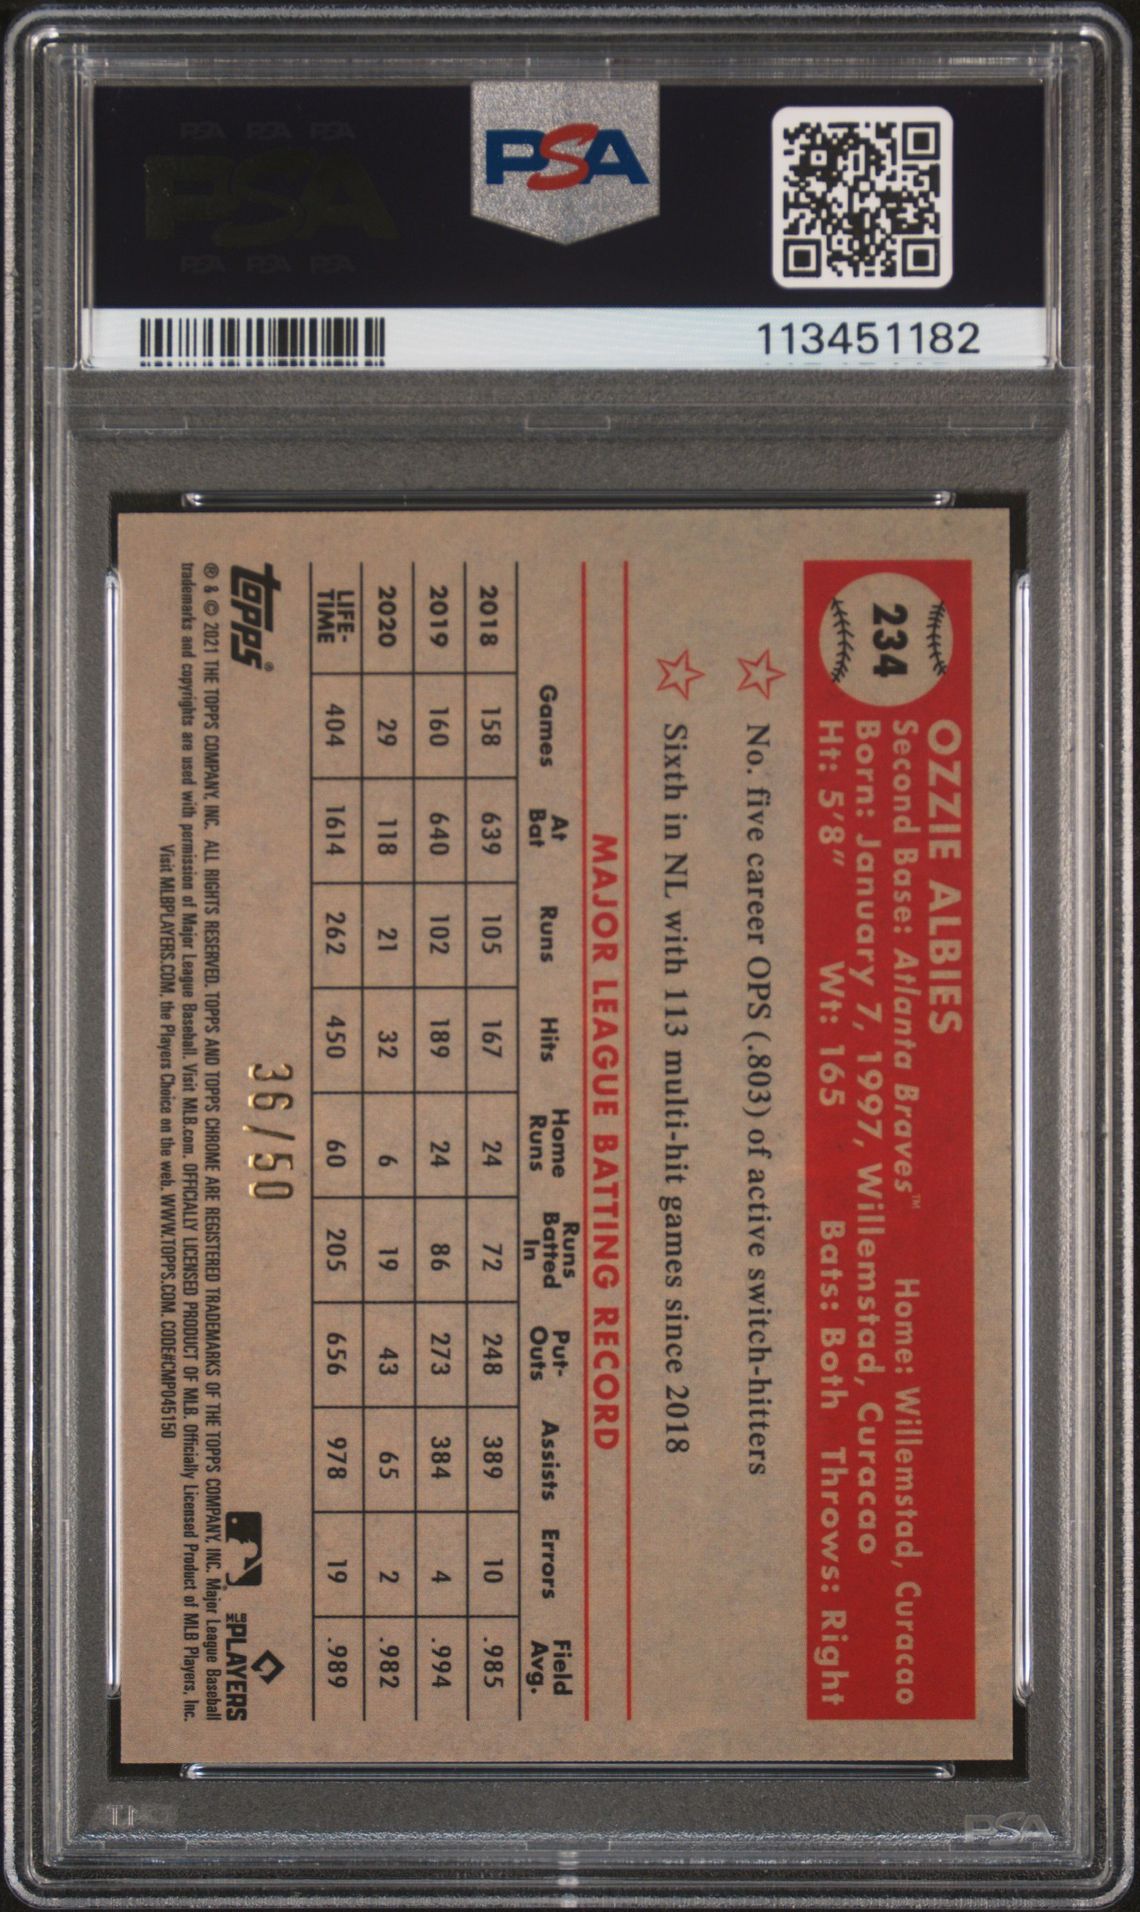 PSA PSA PSA
PSA
PSA PSA PSA
PSA
113451182
234
OZZIE ALBIES
Second Base: Atlanta Braves™ Home: Willemstad, Curacao
Born: January 7, 1997, Willemstad, Curacao
Ht: 5'8" Wt: 165 Bats: Both Throws: Right
☆ No. five career OPS (.803) of active switch-hitters
☆ Sixth in NL with 113 multi-hit games since 2018
MAJOR LEAGUE BATTING RECORD
Games At Bat Runs Hits Home Runs Runs Batted In Put-Outs Assists Errors Field Avg.
2018 158 639 105 167 24 72 248 389 10 .985
2019 160 640 102 189 24 86 273 384 4 .994
2020 29 118 21 32 6 19 43 65 2 .982
LIFE-TIME 404 1614 262 450 60 205 656 978 19 .989
topps®
36/50
MLB PLAYERS
® & © 2021 THE TOPPS COMPANY, INC. ALL RIGHTS RESERVED. TOPPS AND TOPPS CHROME ARE REGISTERED TRADEMARKS OF THE TOPPS COMPANY, INC. Major League Baseball
trademarks and copyrights are used with permission of Major League Baseball. Visit MLB.com. OFFICIALLY LICENSED PRODUCT OF MLB. Officially Licensed Product of MLB Players, Inc.
Visit MLBPLAYERS.COM, the Players Choice on the web. WWW.TOPPS.COM. CODE#CMP045150
PSA